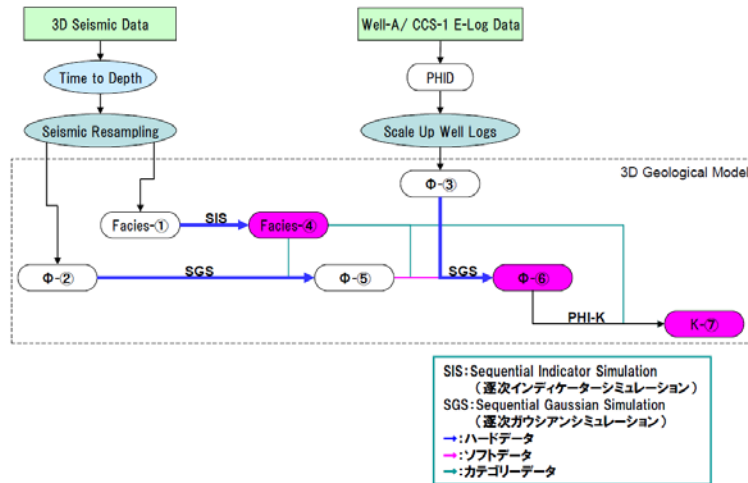 3D Seismic Data
Well-A/ CCS-1 E-Log Data
Time to Depth
PHID
Seismic Resampling
Scale Up Well Logs
3D Geological Model
Φ-③
Facies-①
SIS
Facies-④
Φ-②
SGS
Φ-⑤
SGS
Φ-⑥
PHI-K
K-⑦
SIS:Sequential Indicator Simulation
(逐次インディケーターシミュレーション)
SGS:Sequential Gaussian Simulation
(逐次ガウシアンシミュレーション)
→:ハードデータ
→:ソフトデータ
→:カテゴリーデータ